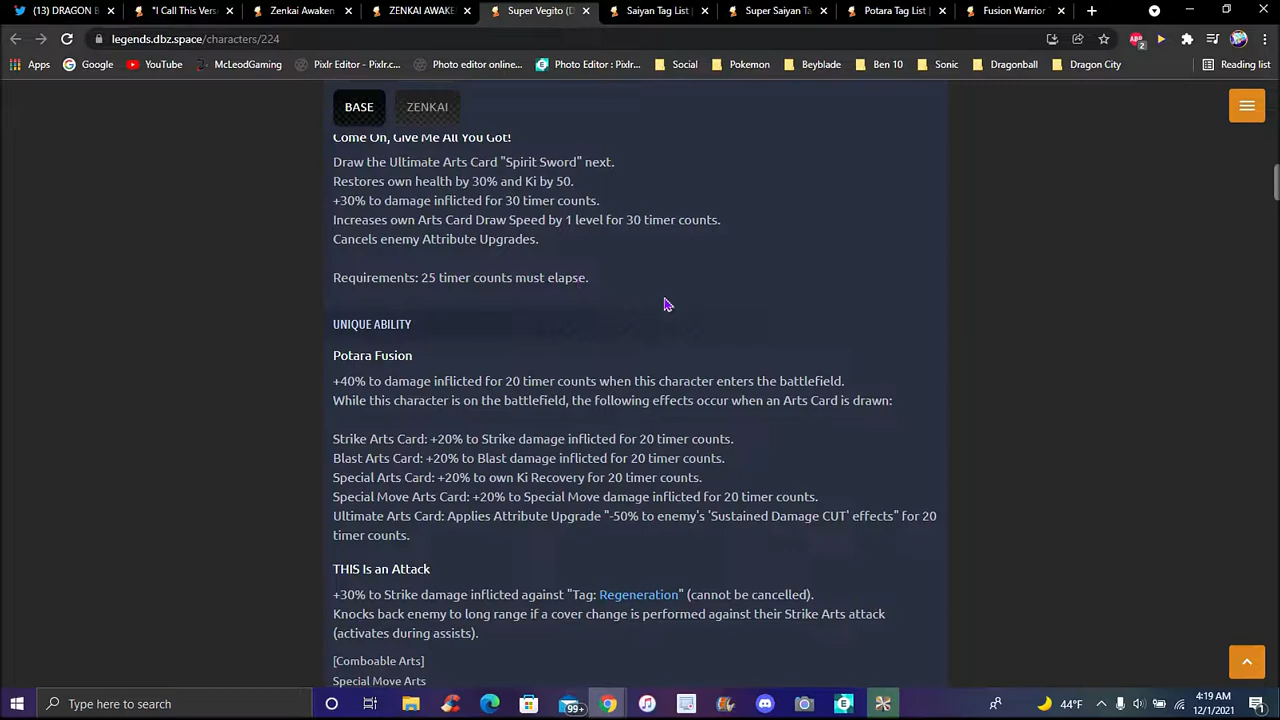 (13) DRAGON B
"I Call This Verse
Zenkai Awaken
ZENKAI AWAKE
Super Vegito (D
Saiyan Tag List |
Super Saiyan Ta
Potara Tag List |
Fusion Warrior
legends.dbz.space/characters/224
Apps
Google
YouTube
McLeodGaming
Pixlr Editor - Pixlr.c...
Photo editor online...
Photo Editor : Pixlr...
Social
Pokemon
Beyblade
Ben 10
Sonic
Dragonball
Dragon City
Reading list
BASE
ZENKAI
Come On, Give Me All You Got!
Draw the Ultimate Arts Card "Spirit Sword" next.
Restores own health by 30% and Ki by 50.
+30% to damage inflicted for 30 timer counts.
Increases own Arts Card Draw Speed by 1 level for 30 timer counts.
Cancels enemy Attribute Upgrades.
Requirements: 25 timer counts must elapse.
UNIQUE ABILITY
Potara Fusion
+40% to damage inflicted for 20 timer counts when this character enters the battlefield.
While this character is on the battlefield, the following effects occur when an Arts Card is drawn:
Strike Arts Card: +20% to Strike damage inflicted for 20 timer counts.
Blast Arts Card: +20% to Blast damage inflicted for 20 timer counts.
Special Arts Card: +20% to own Ki Recovery for 20 timer counts.
Special Move Arts Card: +20% to Special Move damage inflicted for 20 timer counts.
Ultimate Arts Card: Applies Attribute Upgrade "-50% to enemy's 'Sustained Damage CUT' effects" for 20
timer counts.
THIS Is an Attack
+30% to Strike damage inflicted against "Tag: Regeneration" (cannot be cancelled).
Knocks back enemy to long range if a cover change is performed against their Strike Arts attack
(activates during assists).
[Comboable Arts]
Special Move Arts
Type here to search
99+
44°F
4:19 AM
12/1/2021